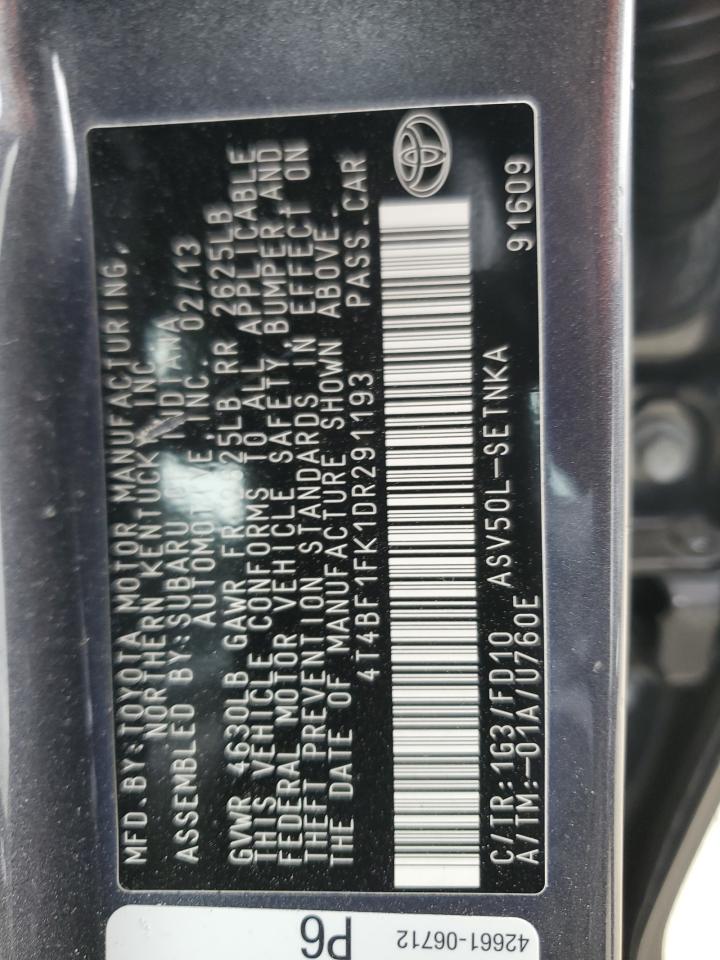 MFD.BY:TOYOTA MOTOR MANUFACTURING,
NORTHERN KENTUCKY, INC.
ASSEMBLED BY:SUBARU OF INDIANA
AUTOMOTIVE, INC. 02/13
GVWR 4630LB GAWR FR 2625LB RR 2625LB
THIS VEHICLE CONFORMS TO ALL APPLICABLE
FEDERAL MOTOR VEHICLE SAFETY, BUMPER, AND
THEFT PREVENTION STANDARDS IN EFFECT ON
THE DATE OF MANUFACTURE SHOWN ABOVE.
4T4BF1FK1DR291193 PASS.CAR
C/TR:1G3/FD10 ASV50L-SETNKA 91609
A/TM:-01A/U760E
P6
42661-06712